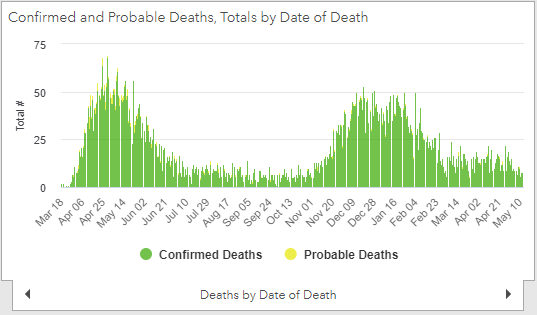 Confirmed and Probable Deaths, Totals by Date of Death
75
50
25
0
Total #
Mar 18
Apr 06
Apr 25
May 14
Jun 02
Jun 21
Jul 10
Jul 29
Aug 17
Sep 05
Sep 24
Oct 13
Nov 01
Nov 20
Dec 09
Dec 28
Jan 16
Feb 04
Feb 23
Mar 14
Apr 02
Apr 21
May 10
Confirmed Deaths
Probable Deaths
Deaths by Date of Death